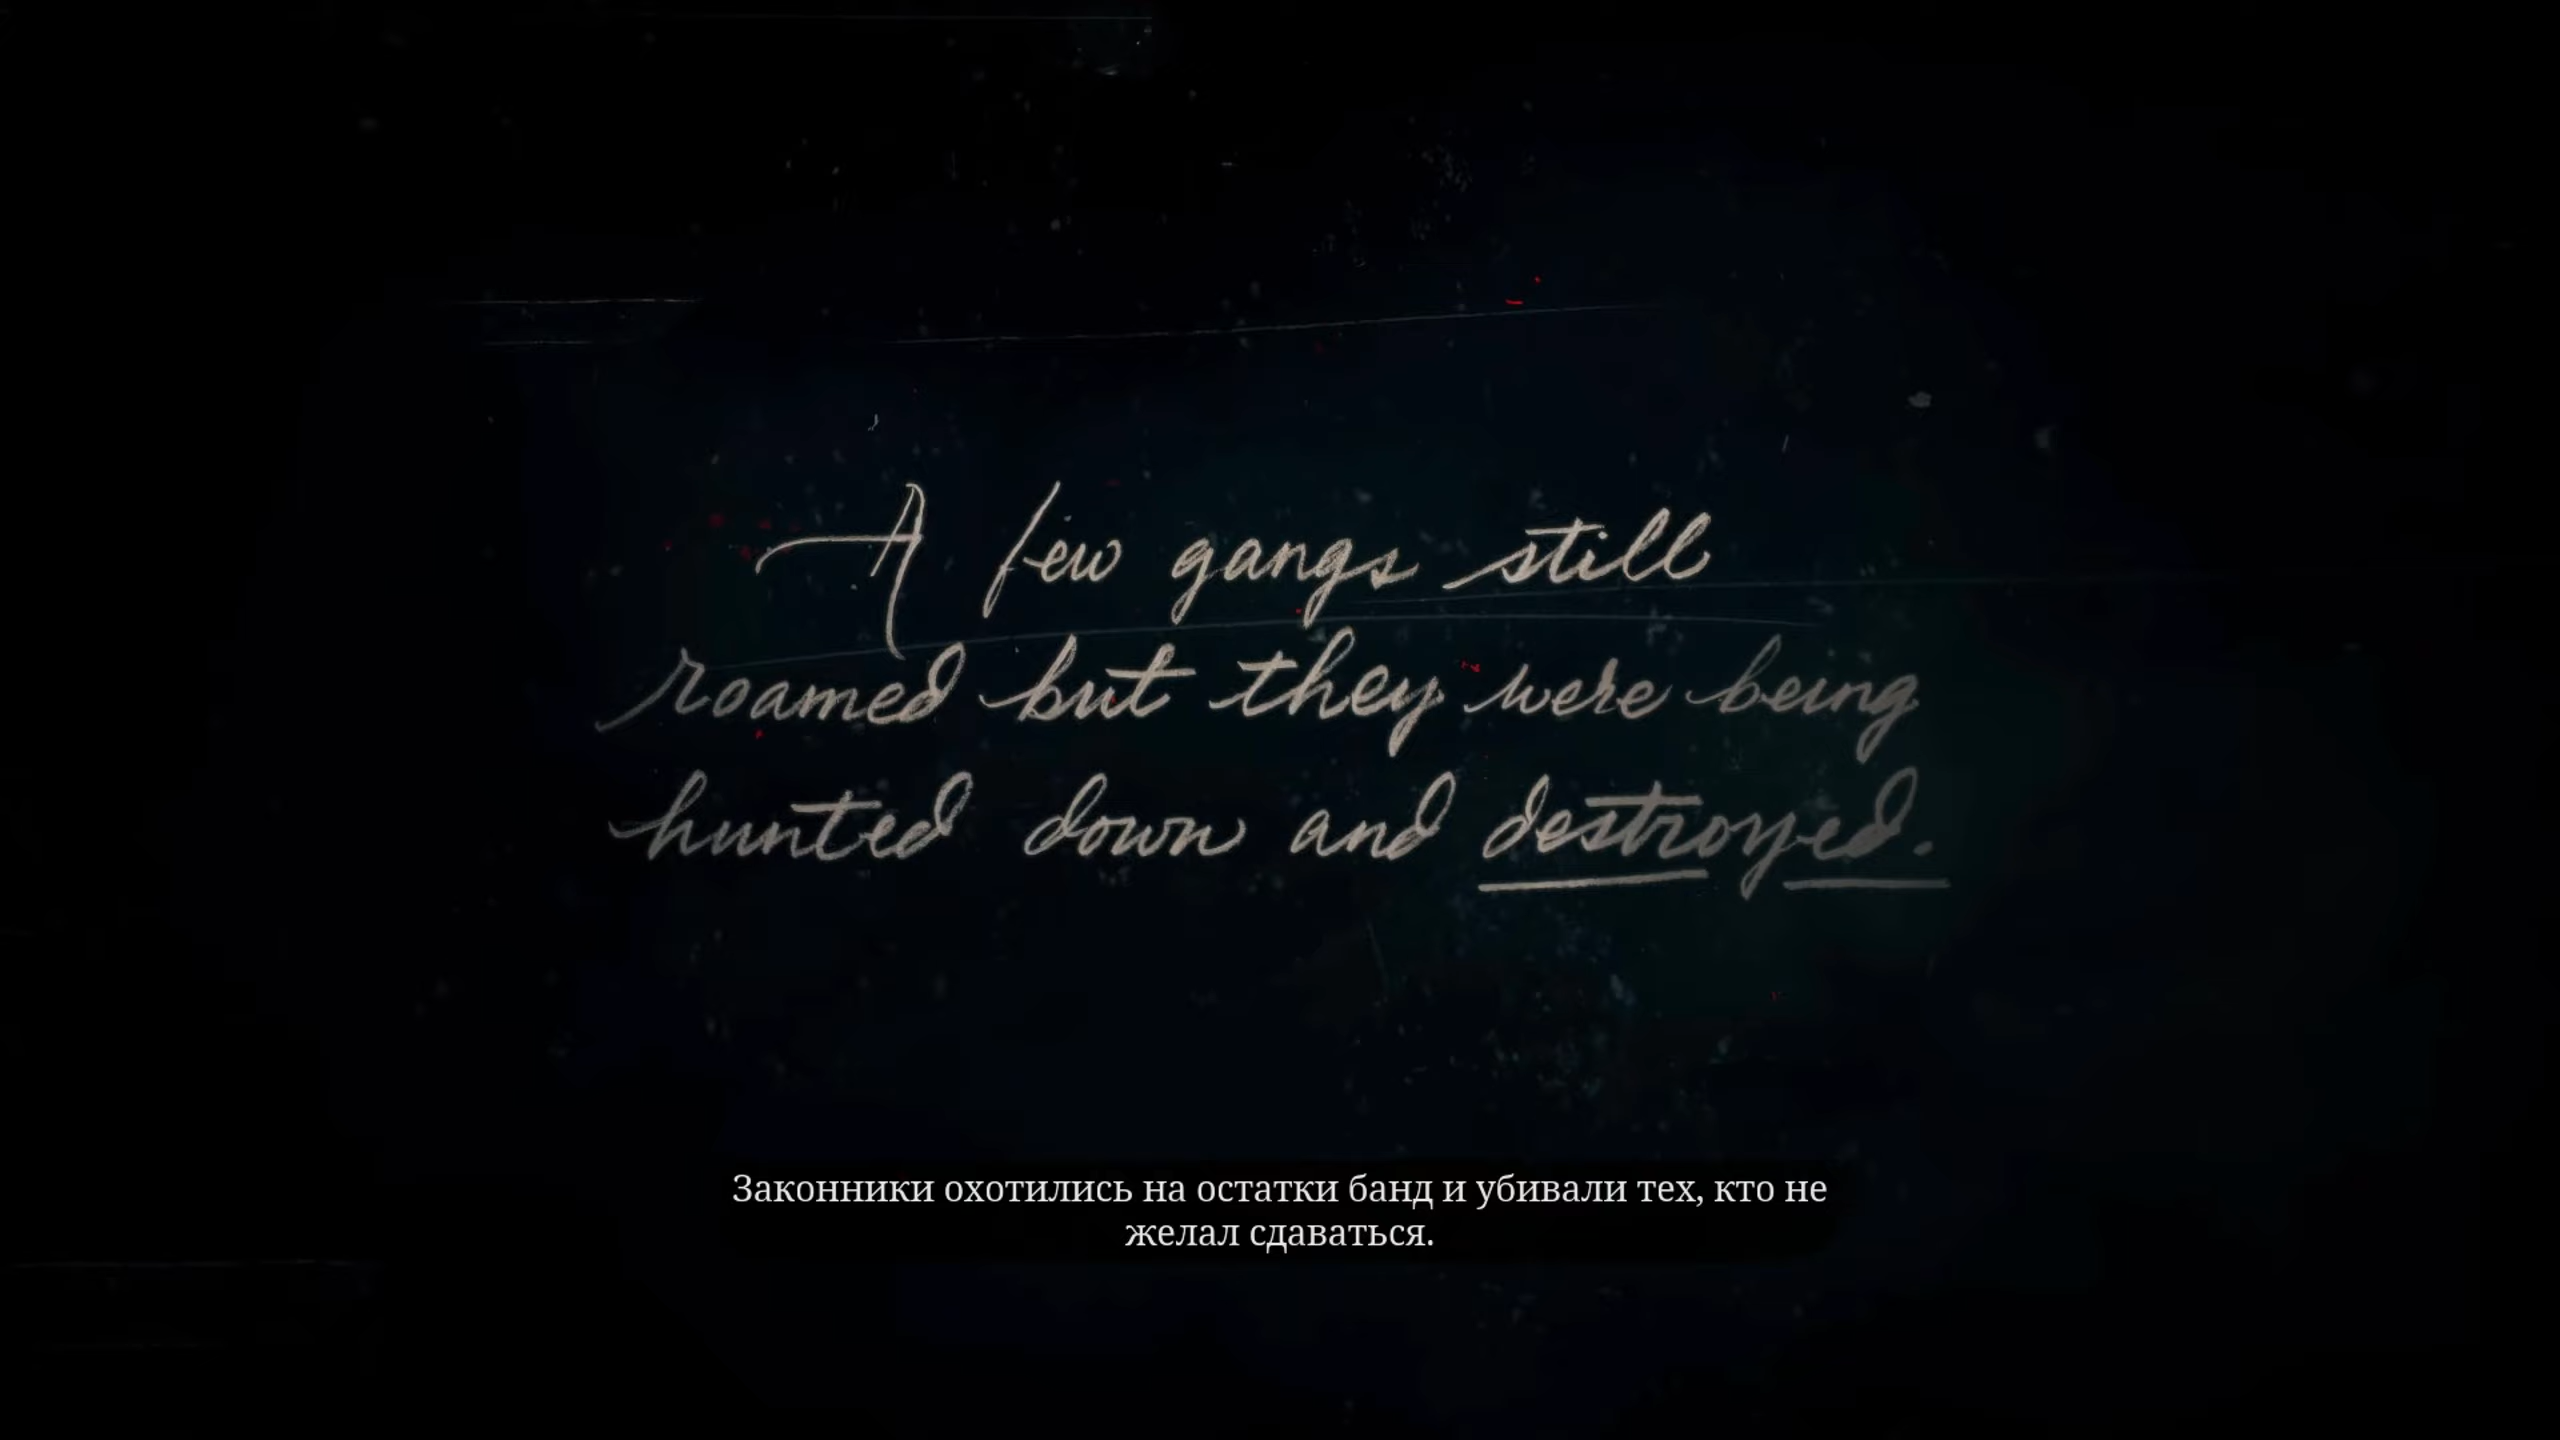 A few gangs still
roamed but they were being
hunted down and destroyed.
Законники охотились на остатки банд и убивали тех, кто не
желал сдаваться.